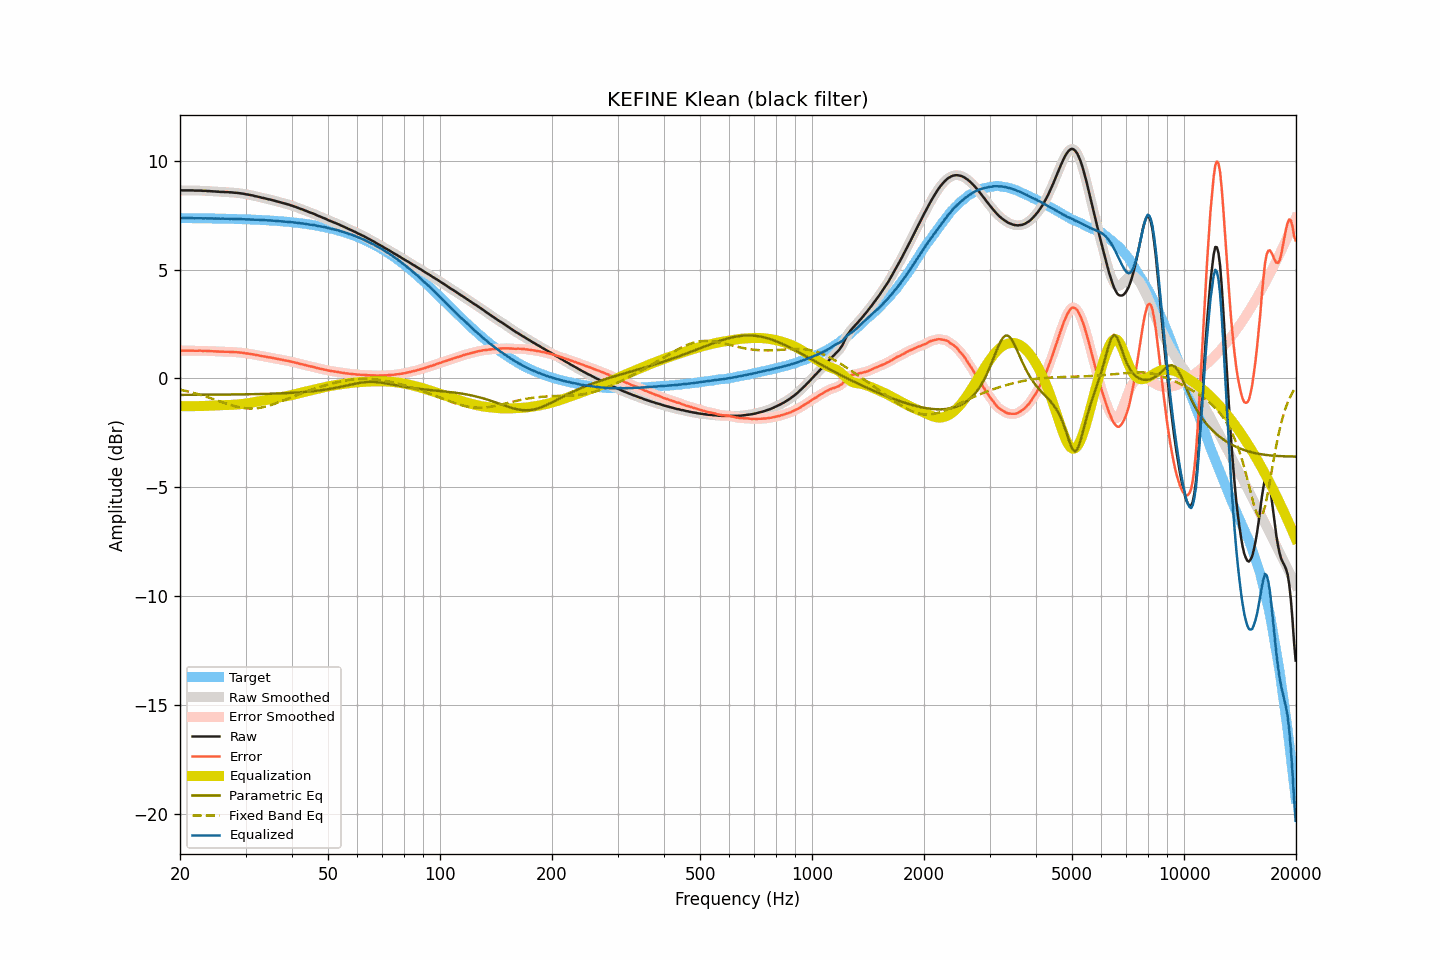 KEFINE Klean (black filter)
10
5
0
−5
−10
−15
−20
Amplitude (dBr)
Target
Raw Smoothed
Error Smoothed
Raw
Error
Equalization
Parametric Eq
Fixed Band Eq
Equalized
20 50 100 200 500 1000 2000 5000 10000 20000
Frequency (Hz)